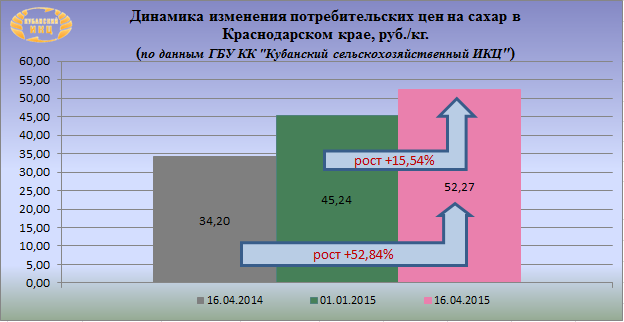 КУБАНСКИЙ
ИКЦ
Динамика изменения потребительских цен на сахар в
Краснодарском крае, руб./кг.
(по данным ГБУ КК "Кубанский сельскохозяйственный ИКЦ")
60,00
55,00
50,00
45,00
40,00
35,00
30,00
25,00
20,00
15,00
10,00
5,00
0,00
рост +15,54%
52,27
45,24
34,20
рост +52,84%
16.04.2014 01.01.2015 16.04.2015